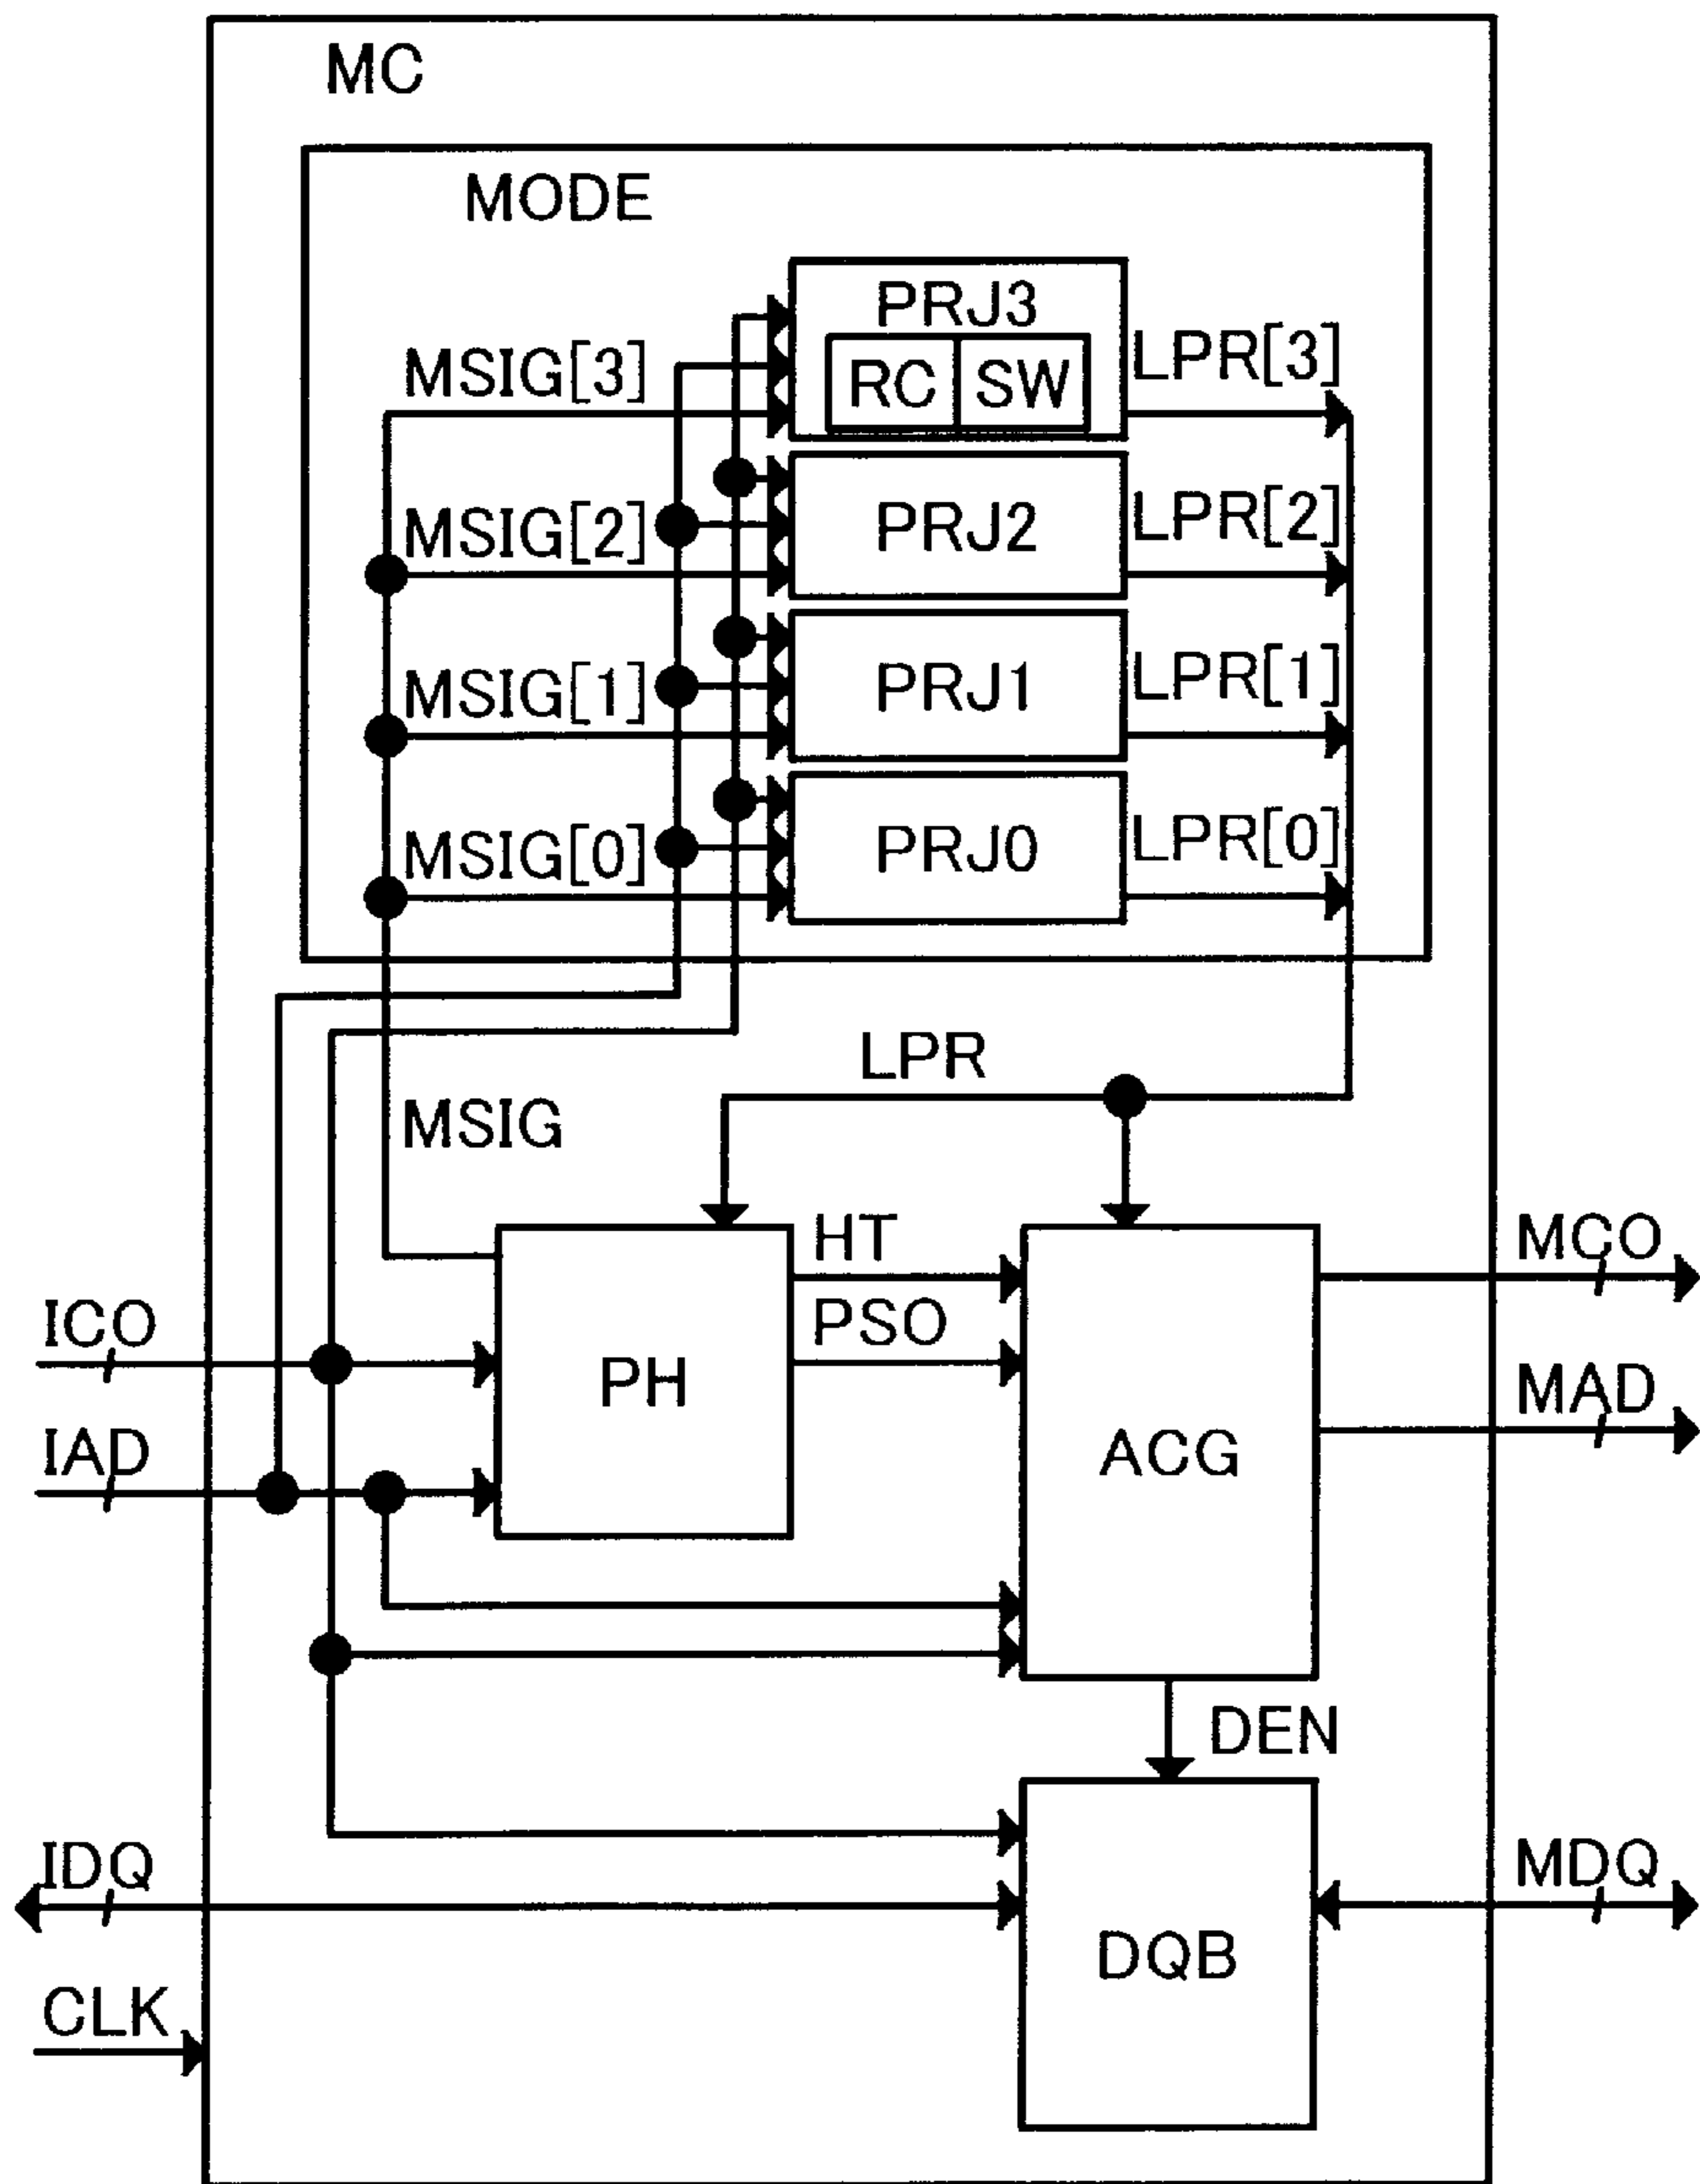 MC
MODE
PRJ3
RC SW
MSIG[3]
LPR[3]
MSIG[2]
PRJ2
LPR[2]
MSIG[1]
PRJ1
LPR[1]
MSIG[0]
PRJ0
LPR[0]
LPR
MSIG
HT
MCO
ICO
PSO
PH
MAD
IAD
ACG
DEN
IDQ
MDQ
DQB
CLK